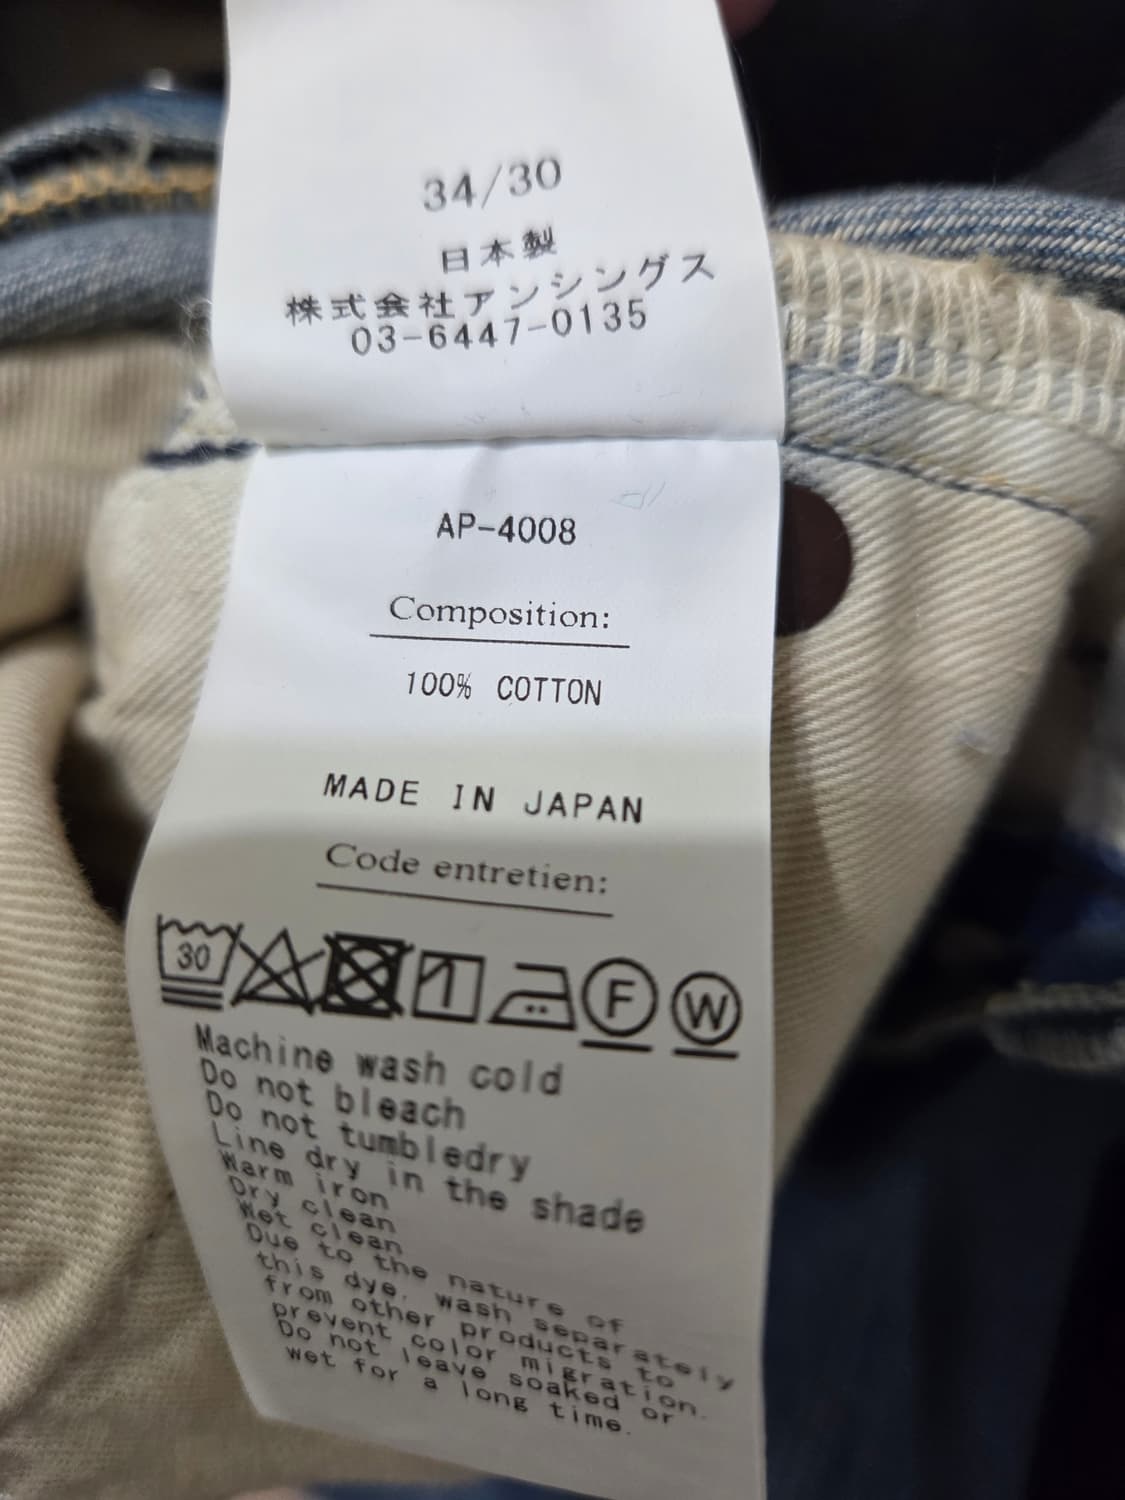 34/30
日本製
株式会社アンシングス
03-6447-0135
AP-4008
Composition:
100% COTTON
MADE IN JAPAN
Code entretien:
30 F W
Machine wash cold
Do not bleach
Do not tumbledry
Line dry in the shade
Warm iron
Dry clean
Wet clean
Due to the nature of
this dye, wash separately
from other products to
prevent color migration.
Do not leave soaked or
wet for a long time.